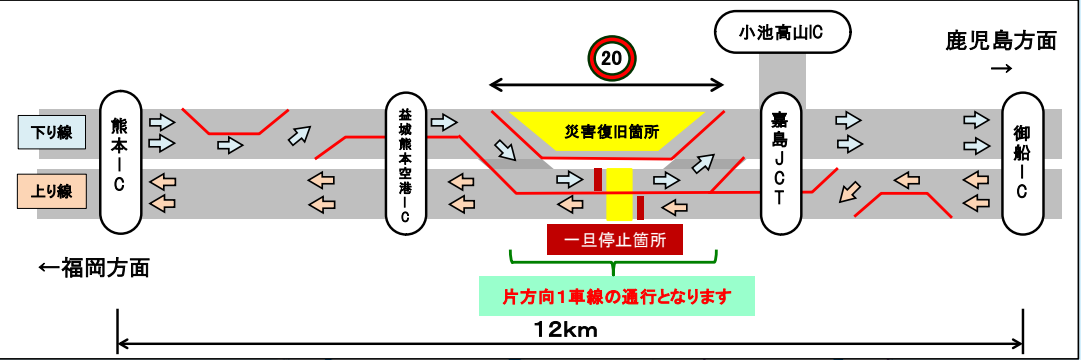 小池高山IC
鹿児島方面
→
20
下り線
上り線
熊本IC
益城熊本空港IC
災害復旧箇所
嘉島JCT
御船IC
一旦停止箇所
←福岡方面
片方向1車線の通行となります
12km